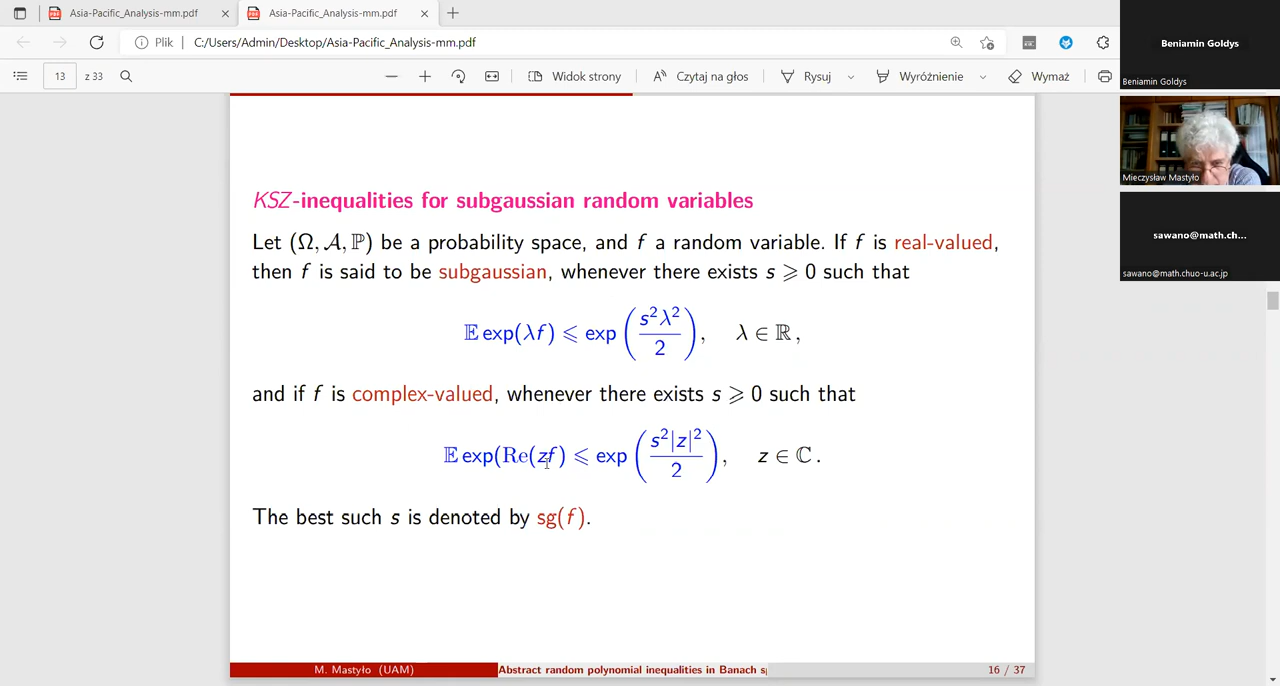 Asia-Pacific_Analysis-mm.pdf
Asia-Pacific_Analysis-mm.pdf
Plik
C:/Users/Admin/Desktop/Asia-Pacific_Analysis-mm.pdf
13
z 33
Widok strony
Czytaj na głos
Rysuj
Wyróżnienie
Wymaż
KSZ-inequalities for subgaussian random variables
Let (Ω, 𝒜, ℙ) be a probability space, and f a random variable. If f is real-valued,
then f is said to be subgaussian, whenever there exists s ⩾ 0 such that
𝔼 exp(λf) ⩽ exp(s²λ²/2), λ ∈ ℝ,
and if f is complex-valued, whenever there exists s ⩾ 0 such that
𝔼 exp(Re(zf) ⩽ exp(s²|z|²/2), z ∈ ℂ.
The best such s is denoted by sg(f).
M. Mastyło (UAM)
Abstract random polynomial inequalities in Banach s
16 / 37
Beniamin Goldys
Beniamin Goldys
Mieczysław Mastyło
sawano@math.ch...
sawano@math.chuo-u.ac.jp